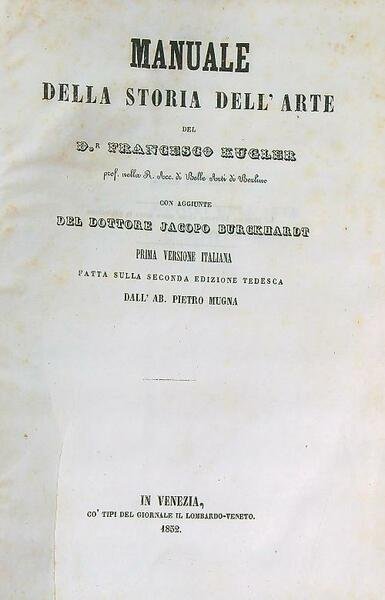 MANUALE
DELLA STORIA DELL' ARTE
DEL
D.R FRANCESCO KUGLER
prof. nella R. Acc. di Belle Arti di Berlino
CON AGGIUNTE
DEL DOTTORE JACOPO BURCKHARDT
PRIMA VERSIONE ITALIANA
FATTA SULLA SECONDA EDIZIONE TEDESCA
DALL' AB. PIETRO MUGNA
IN VENEZIA,
CO' TIPI DEL GIORNALE IL LOMBARDO-VENETO.
1852.